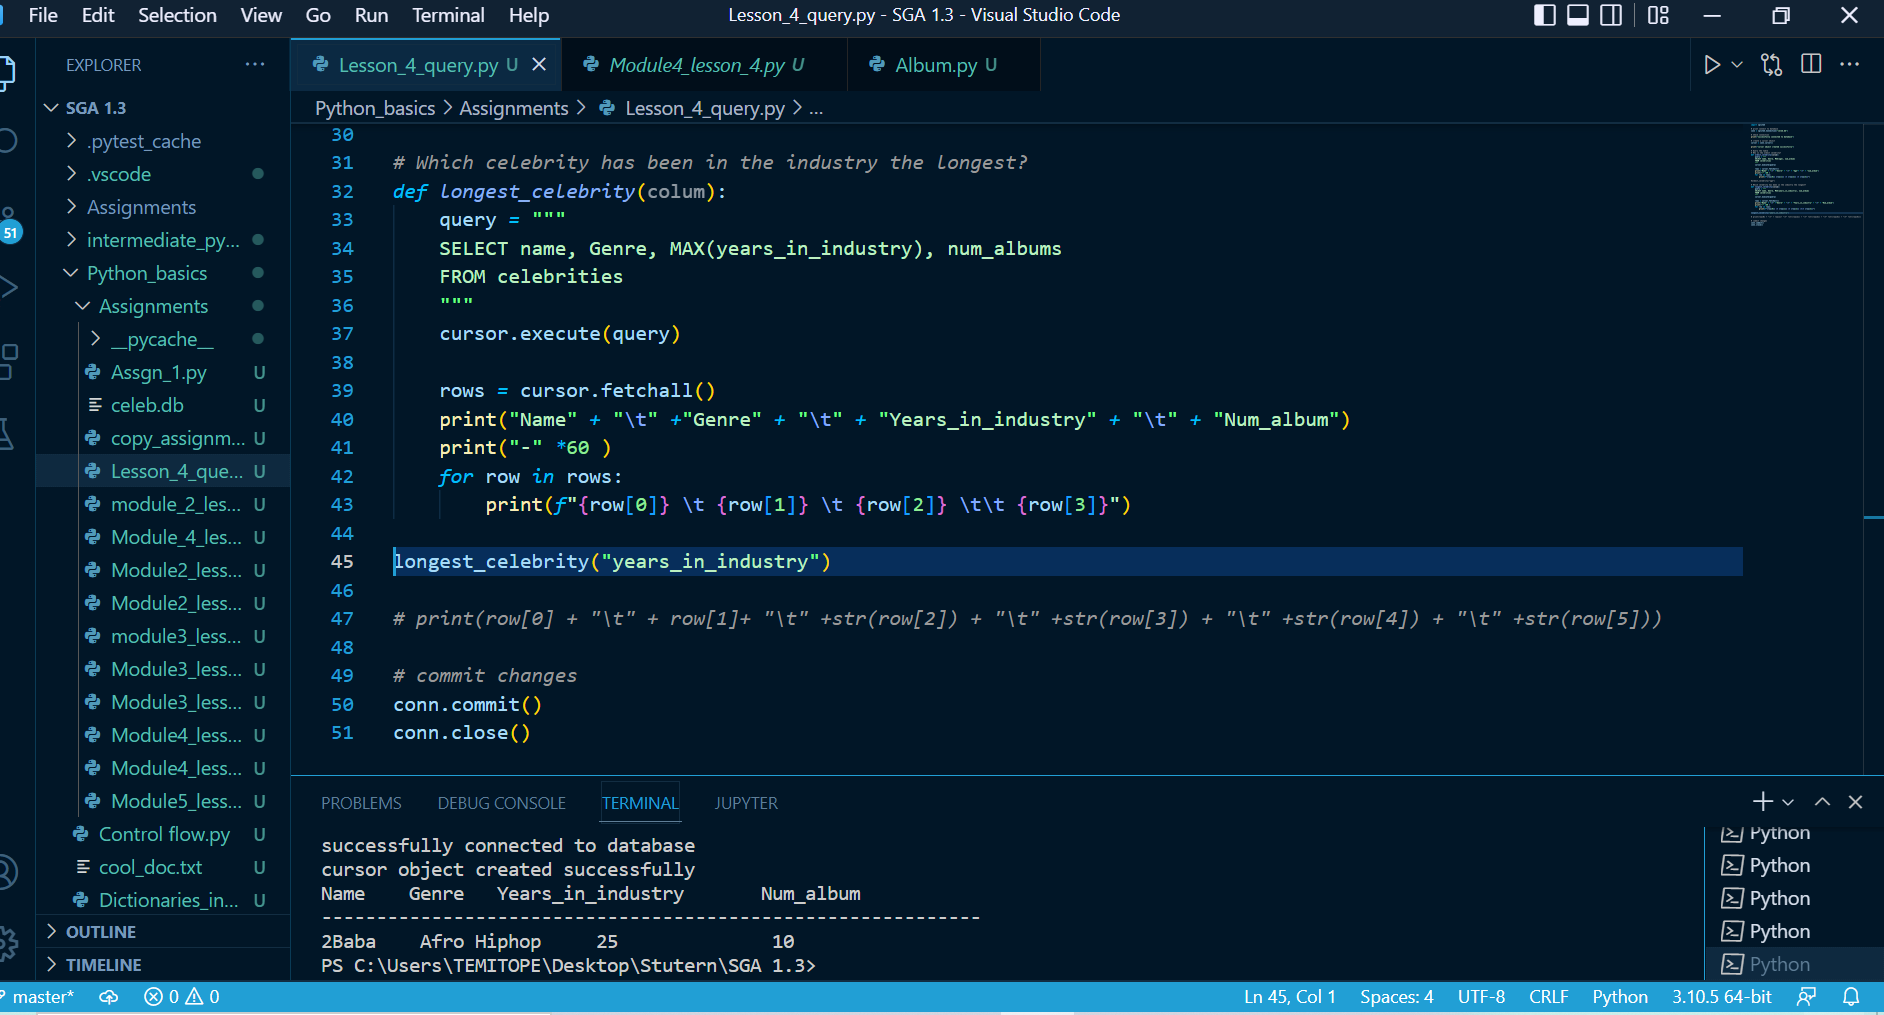 File Edit Selection View Go Run Terminal Help
Lesson_4_query.py - SGA 1.3 - Visual Studio Code
EXPLORER ...
SGA 1.3
.pytest_cache
.vscode
Assignments
intermediate_py...
Python_basics
Assignments
__pycache__
Assgn_1.py U
celeb.db U
copy_assignm... U
Lesson_4_que... U
module_2_les... U
Module_4_les... U
Module2_less... U
Module2_less... U
module3_less... U
Module3_less... U
Module3_less... U
Module4_less... U
Module4_less... U
Module5_less... U
Control flow.py U
cool_doc.txt U
Dictionaries_in... U
OUTLINE
TIMELINE
51
Lesson_4_query.py U
Module4_lesson_4.py U
Album.py U
Python_basics > Assignments > Lesson_4_query.py > ...
30
31 # Which celebrity has been in the industry the longest?
32 def longest_celebrity(colum):
33 query = """
34 SELECT name, Genre, MAX(years_in_industry), num_albums
35 FROM celebrities
36 """
37 cursor.execute(query)
38
39 rows = cursor.fetchall()
40 print("Name" + "\t" +"Genre" + "\t" + "Years_in_industry" + "\t" + "Num_album")
41 print("-" *60 )
42 for row in rows:
43 print(f"{row[0]} \t {row[1]} \t {row[2]} \t\t {row[3]}")
44
45 longest_celebrity("years_in_industry")
46
47 # print(row[0] + "\t" + row[1]+ "\t" +str(row[2]) + "\t" +str(row[3]) + "\t" +str(row[4]) + "\t" +str(row[5]))
48
49 # commit changes
50 conn.commit()
51 conn.close()
PROBLEMS DEBUG CONSOLE TERMINAL JUPYTER
successfully connected to database
cursor object created successfully
Name Genre Years_in_industry Num_album
------------------------------------------------------------
2Baba Afro Hiphop 25 10
PS C:\Users\TEMITOPE\Desktop\Stutern\SGA 1.3>
Python
Python
Python
Python
Python
master* 0 0
Ln 45, Col 1 Spaces: 4 UTF-8 CRLF Python 3.10.5 64-bit